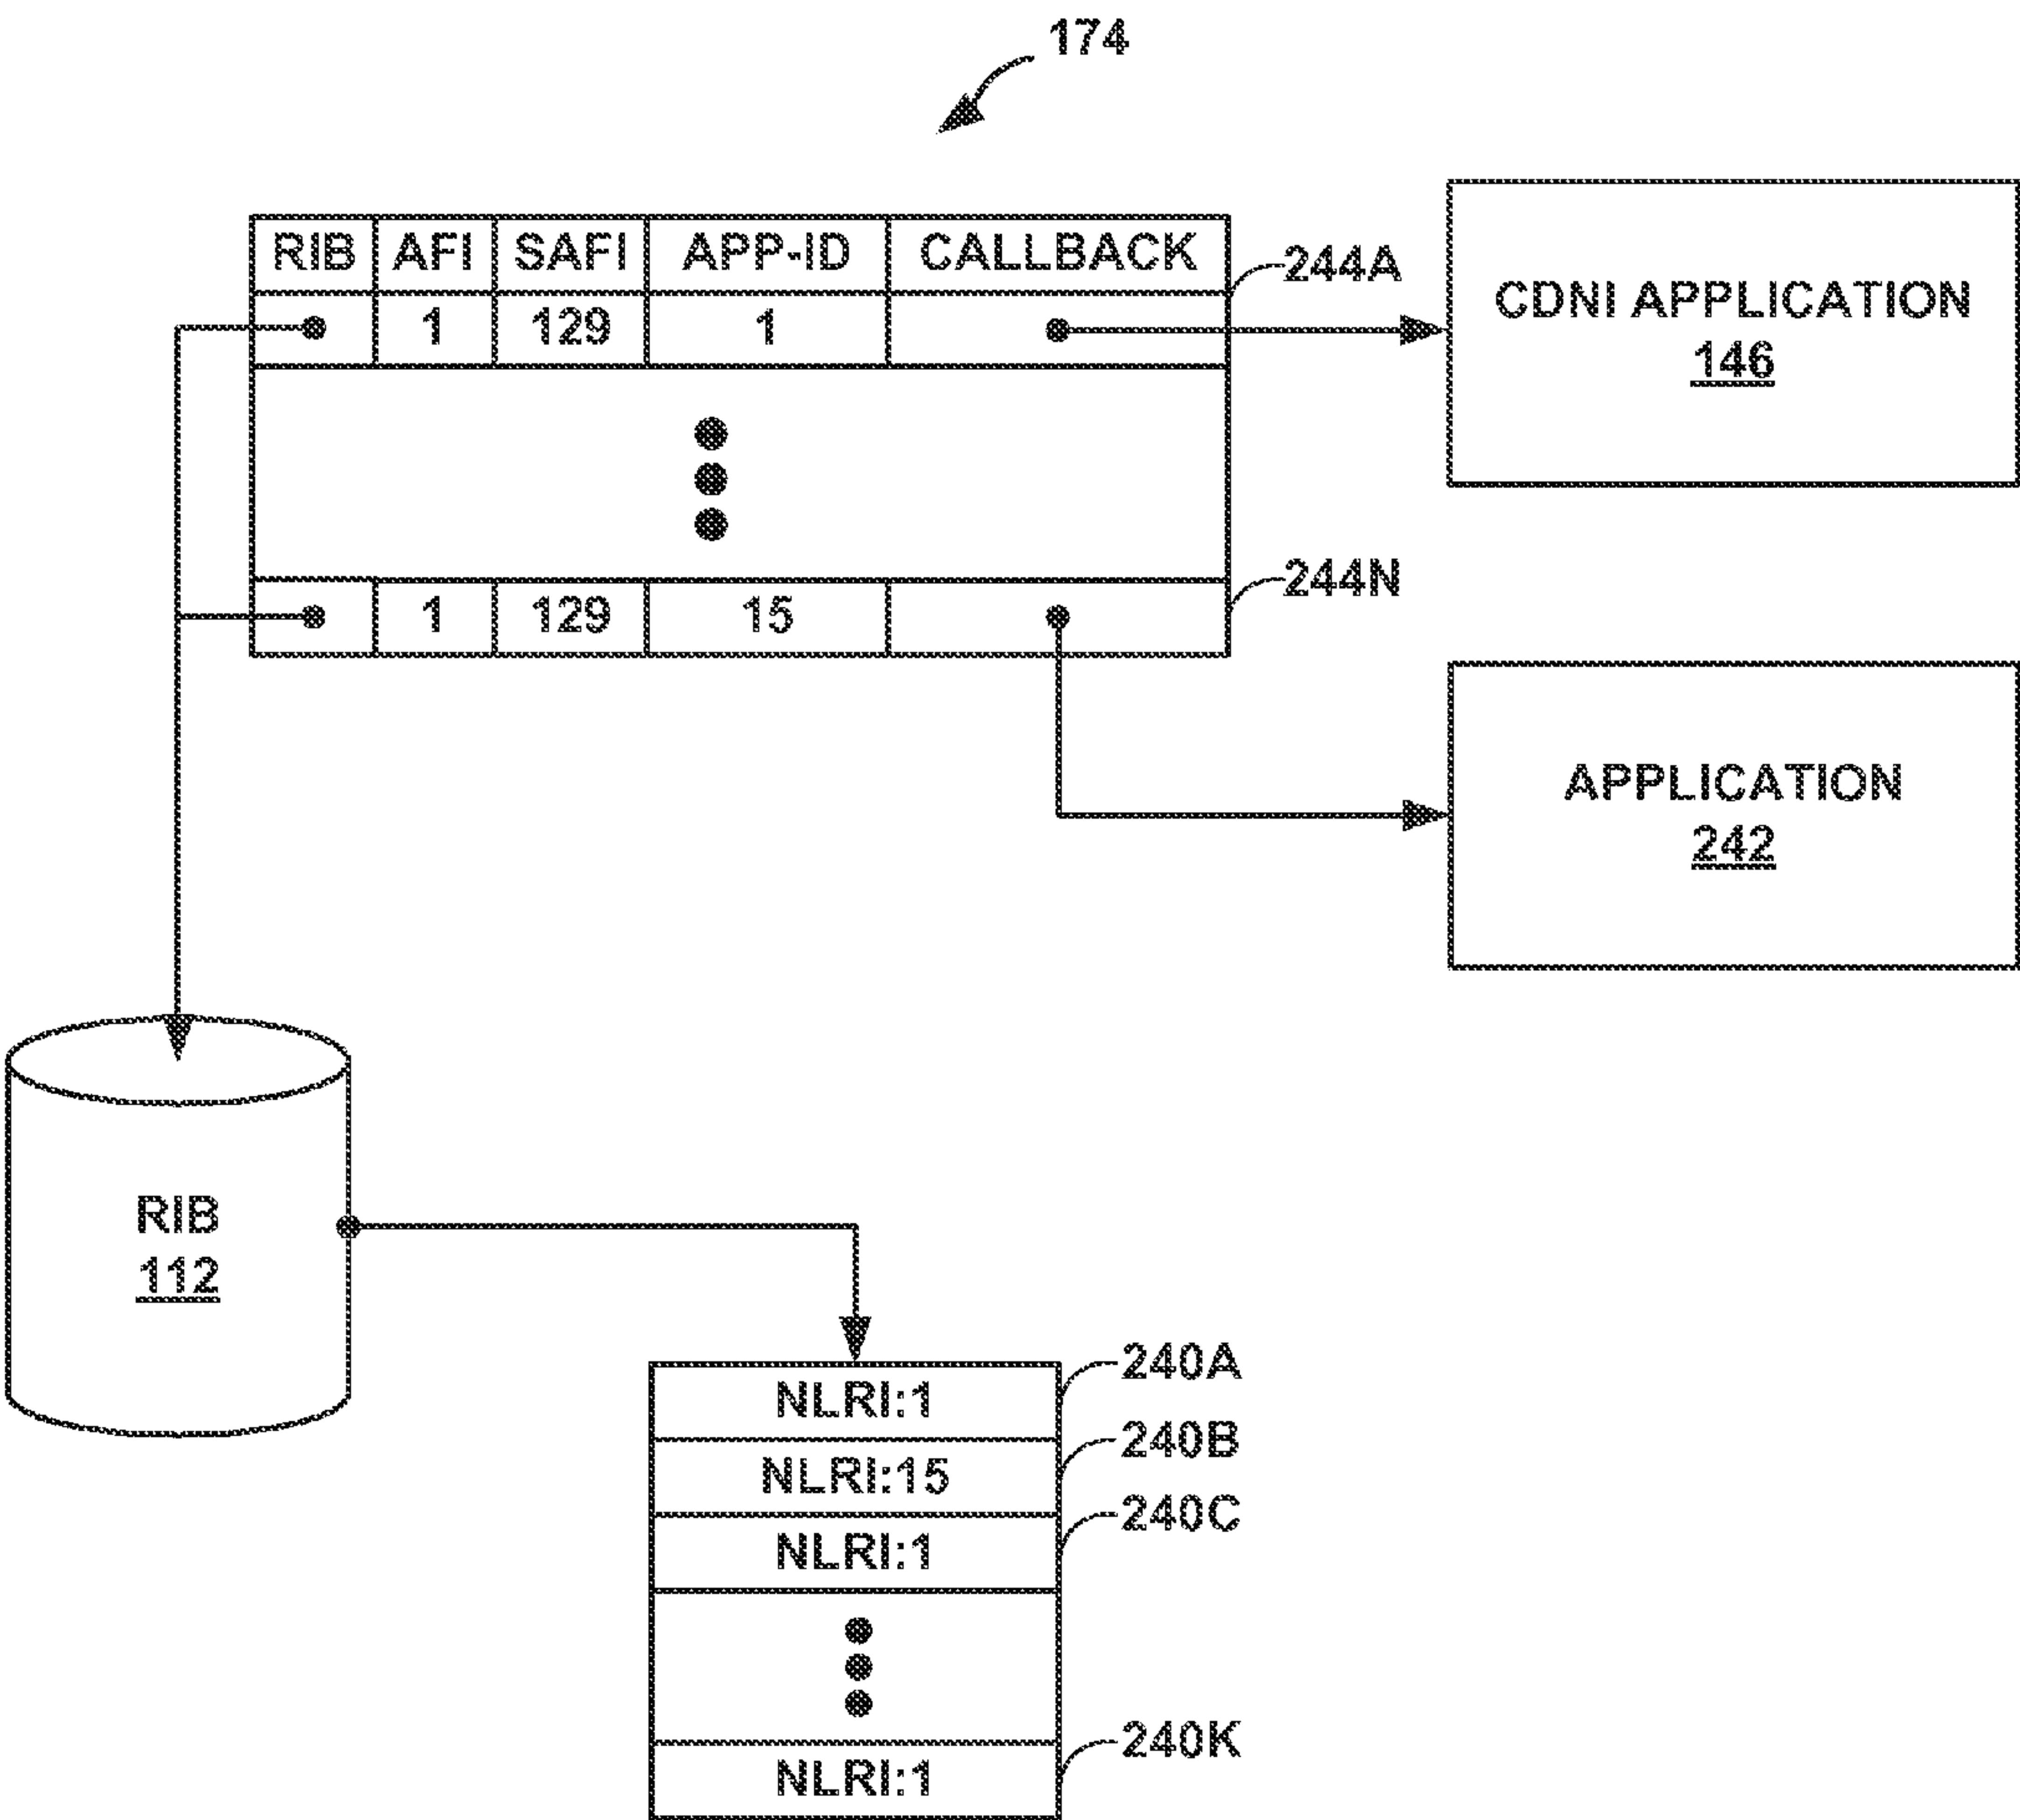 174
RIB AFI SAFI APP-ID CALLBACK
244A
1 129 1
CDNI APPLICATION
146
244N
1 129 15
APPLICATION
242
RIB
112
240A
NLRI:1
240B
NLRI:15
240C
NLRI:1
240K
NLRI:1